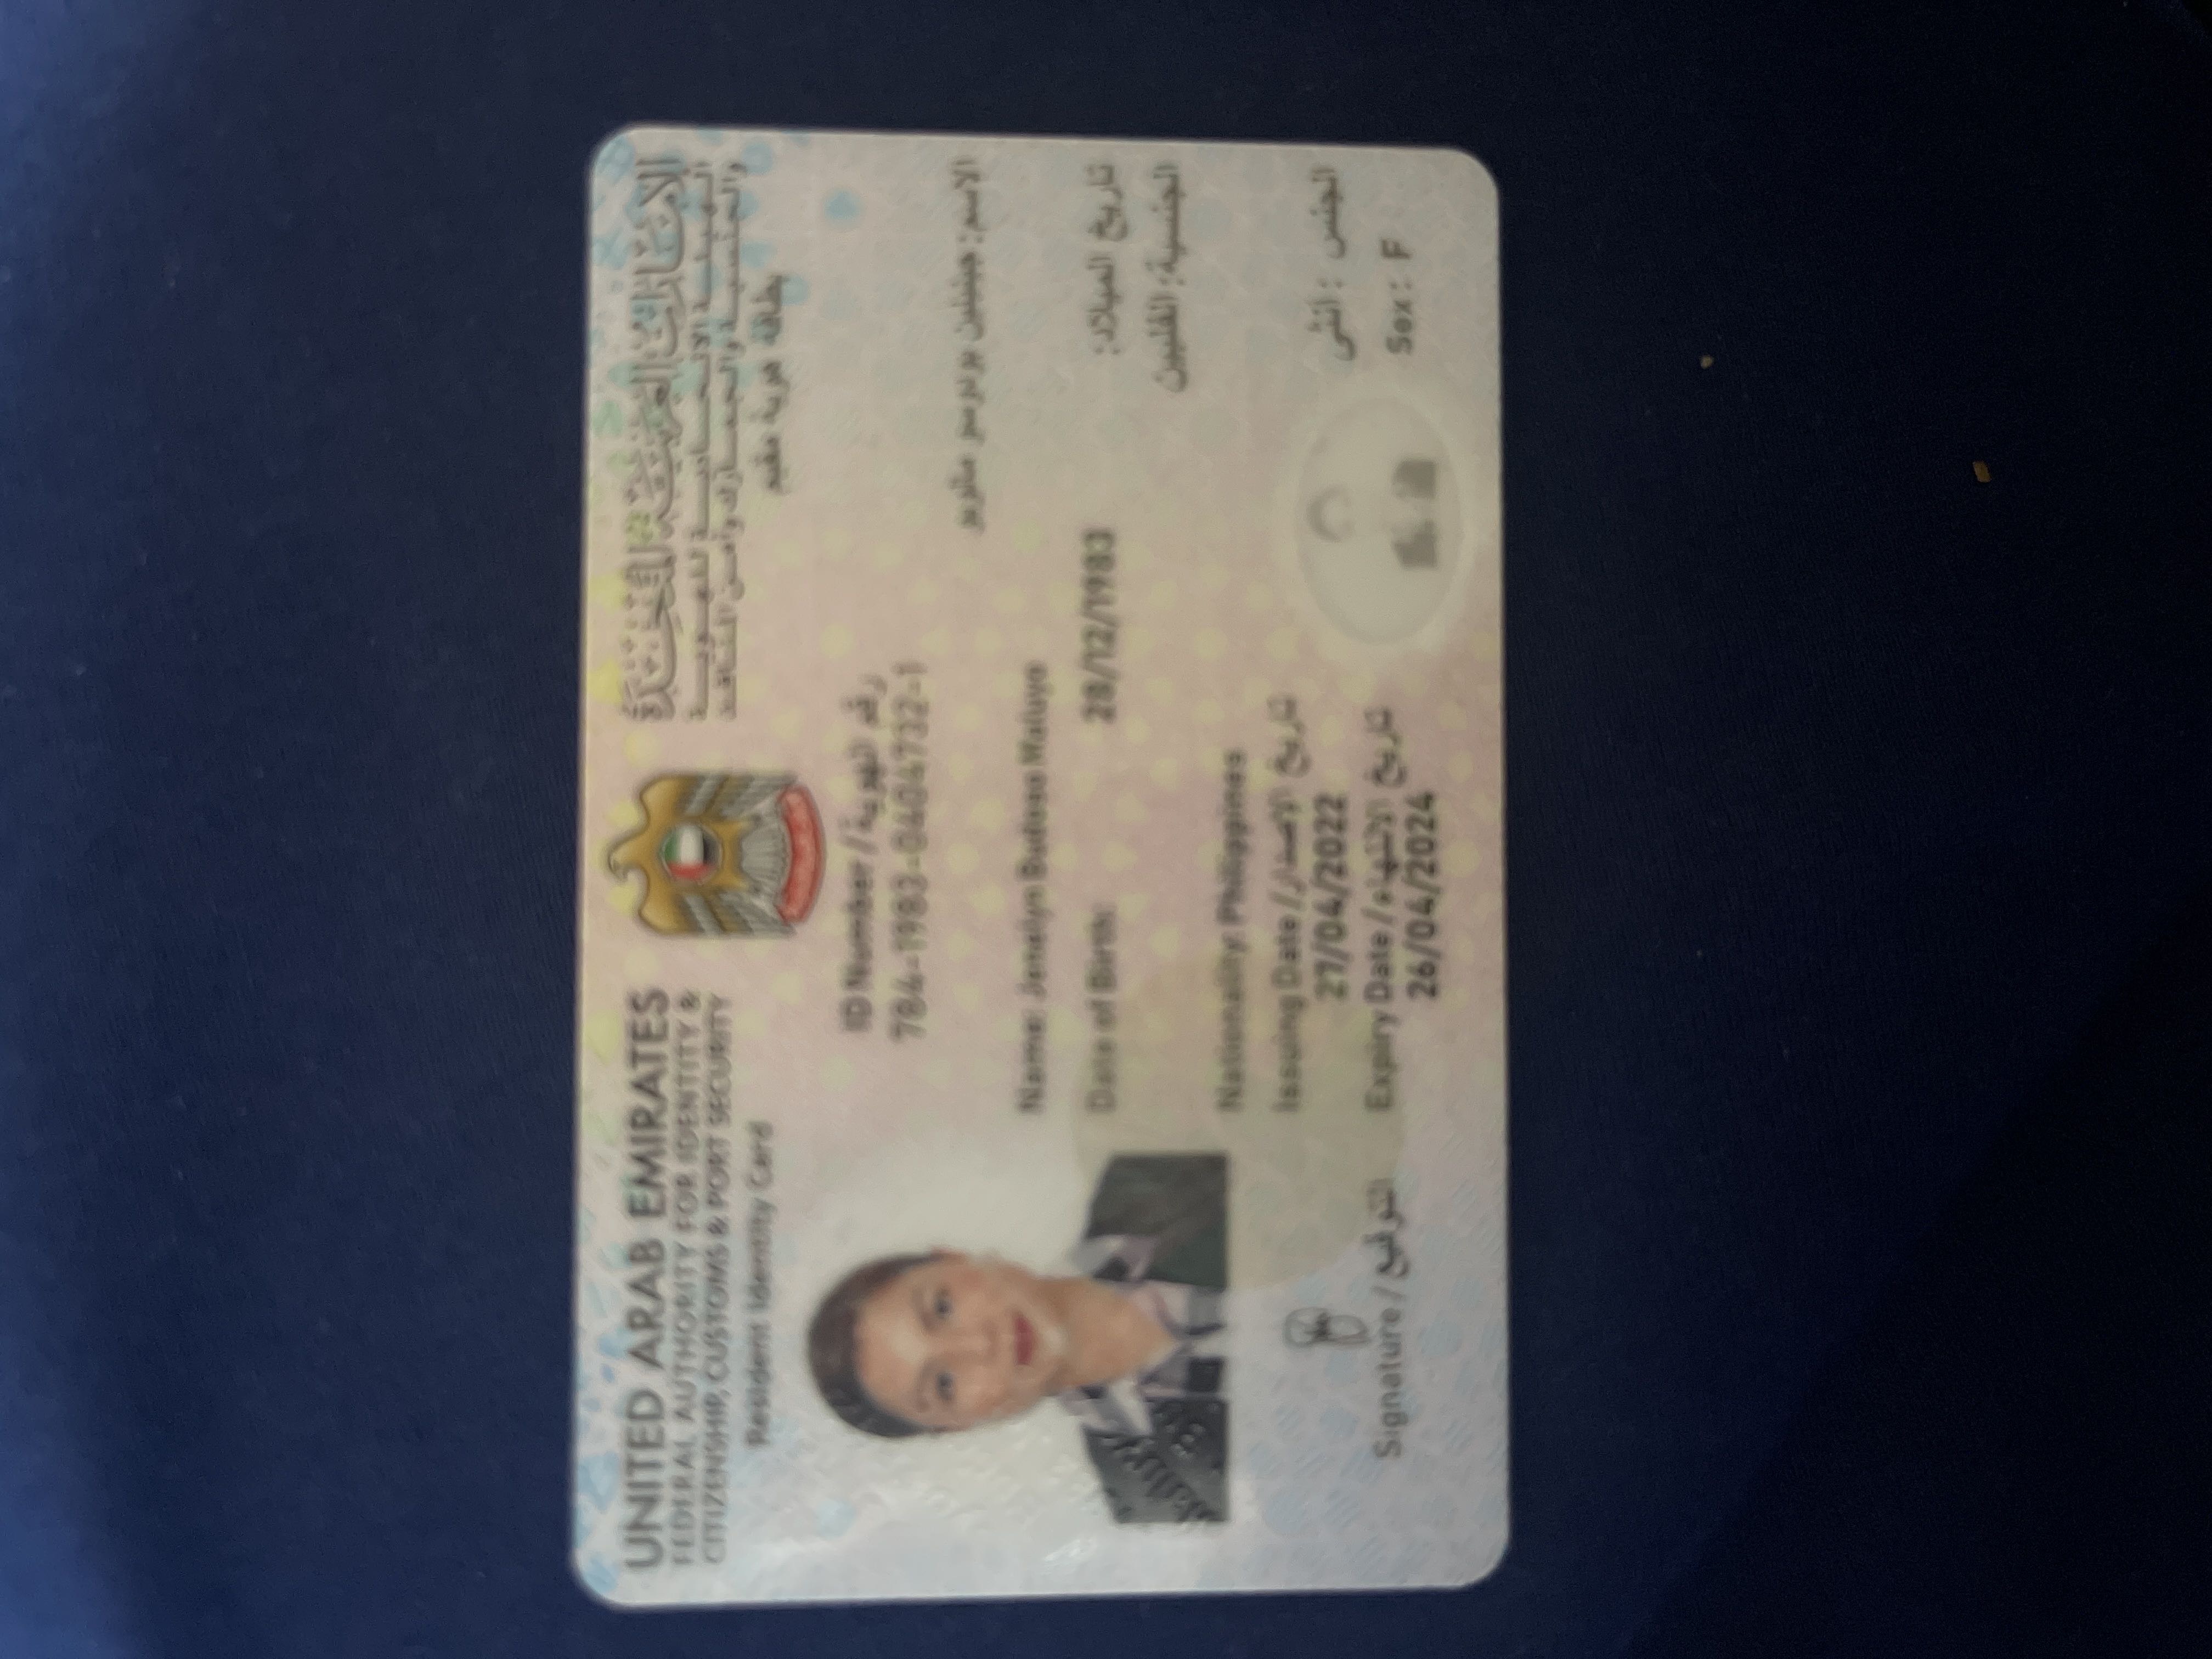 UNITED ARAB EMIRATES
FEDERAL AUTHORITY FOR IDENTITY &
CITIZENSHIP, CUSTOMS & PORT SECURITY
Resident Identity Card
الإمارات العربية المتحدة
الهيئة الاتحادية للهوية
والجنسية والجمارك وأمن المنافذ
بطاقة هوية مقيم
ID Number / رقم الهوية
784-1983-0404732-1
الاسم: جينيلين مالويو
Name: Jenelyn Maluyo
Date of Birth: 28/12/1983 تاريخ الميلاد:
الجنسية: الفلبين
Nationality: Philippines
Issuing Date / تاريخ الاصدار
27/04/2022
Expiry Date / تاريخ الانتهاء
26/04/2024
الجنس : أنثى
Sex: F
Signature / التوقيع